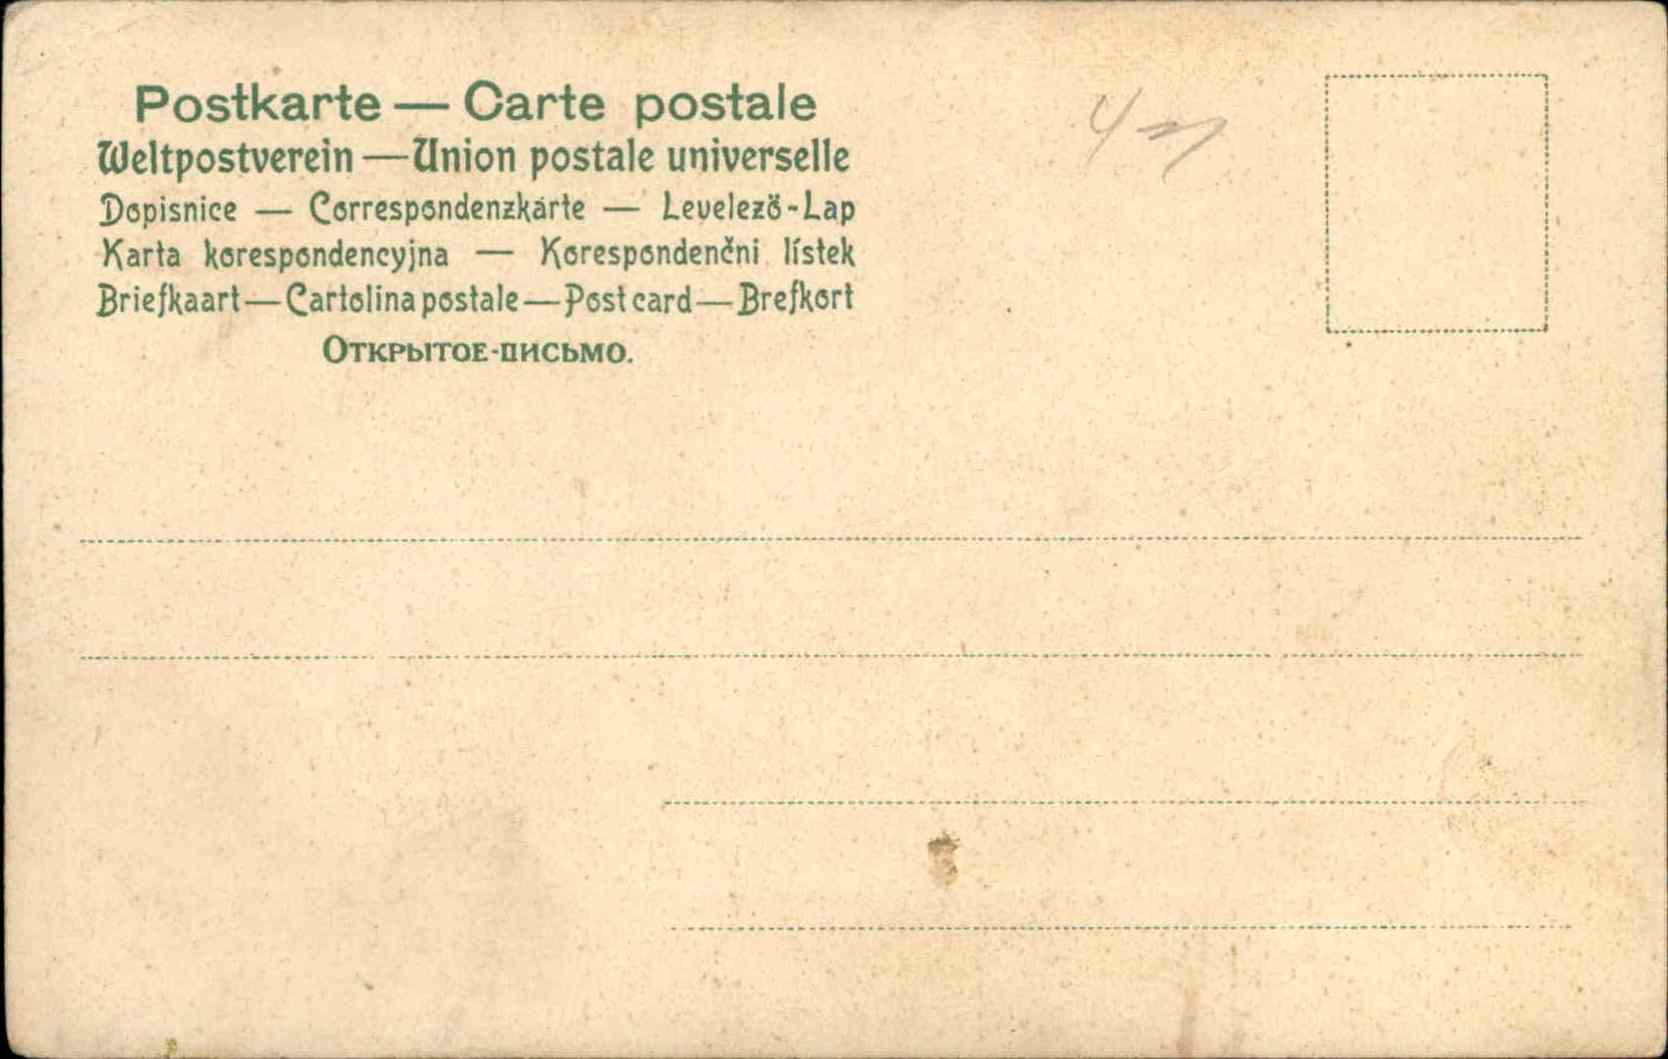 Postkarte — Carte postale
Weltpostverein — Union postale universelle
Dopisnice — Correspondenzkarte — Levelező-Lap
Karta korespondencyjna — Korespondenčni lístek
Briefkaart — Cartolina postale — Post card — Brefkort
Открытое-письмо.